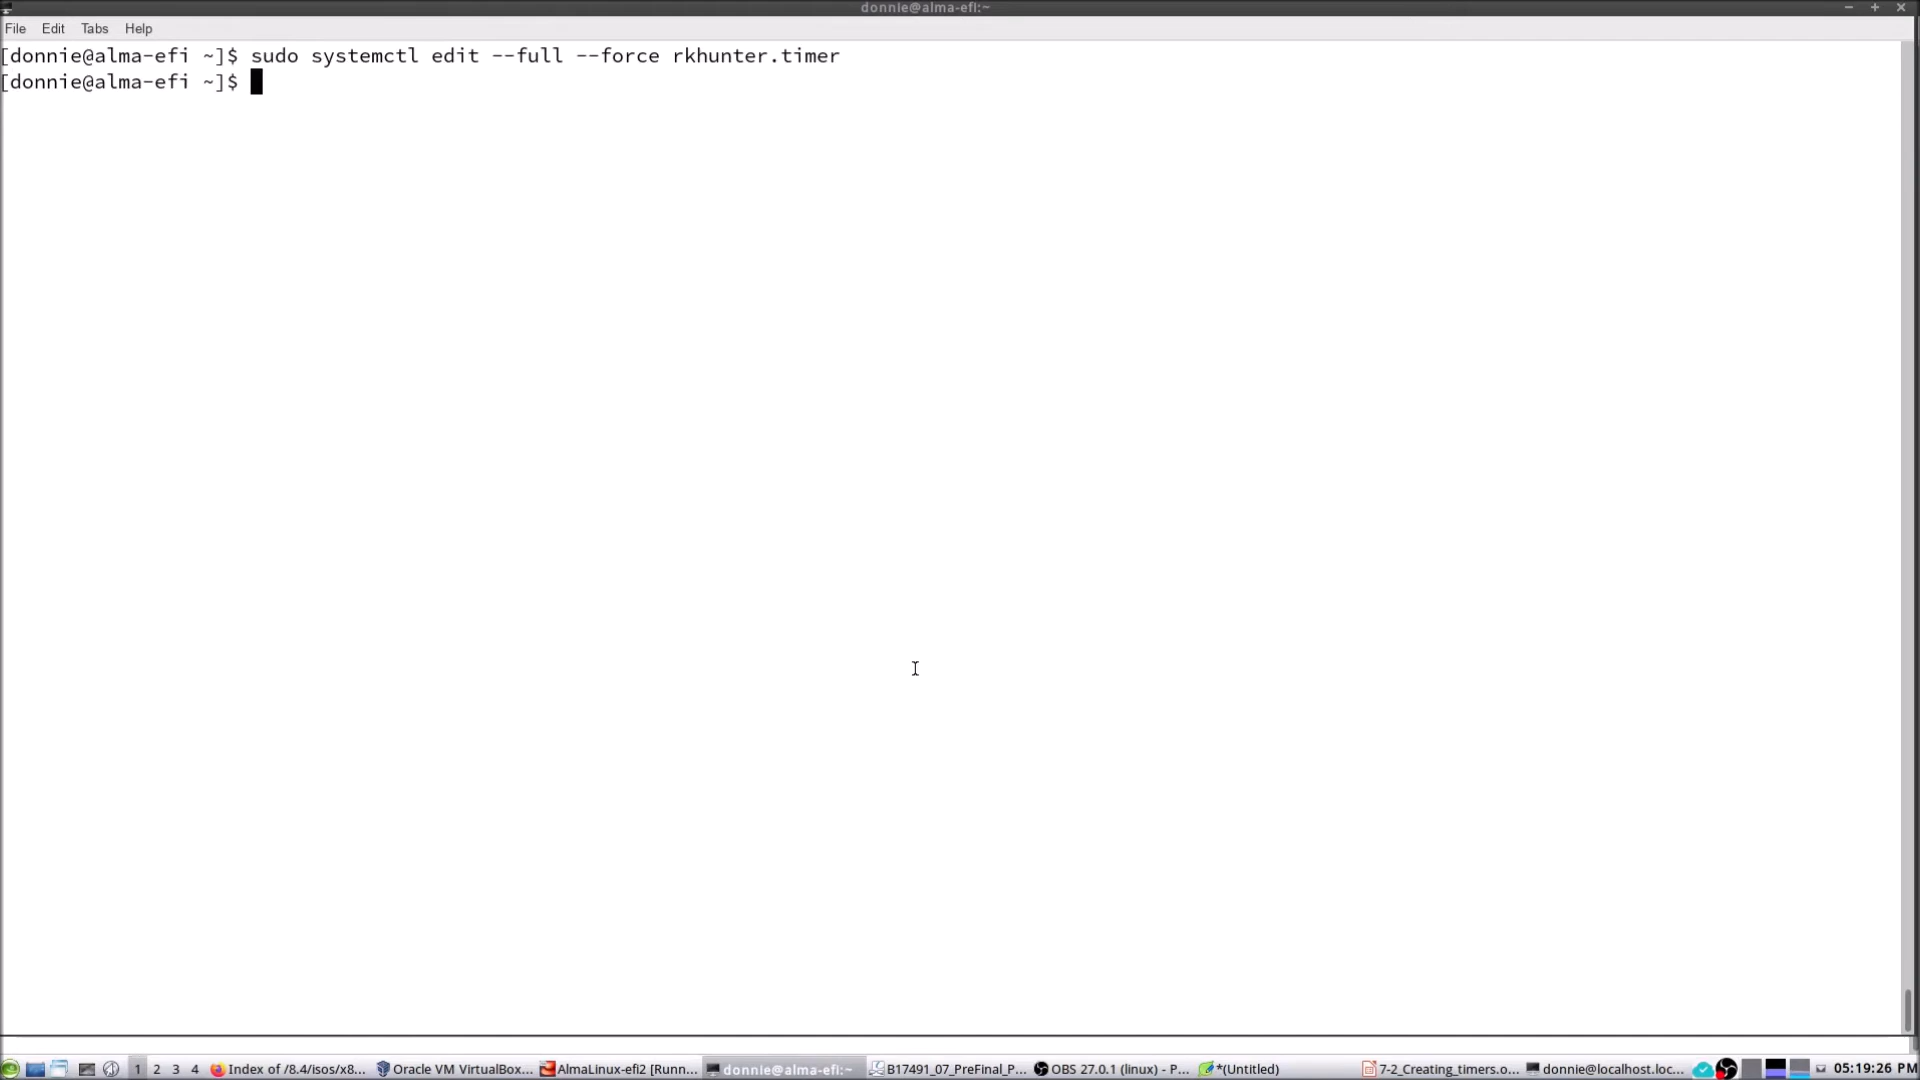 donnie@alma-efi:~
File Edit Tabs Help
[donnie@alma-efi ~]$ sudo systemctl edit --full --force rkhunter.timer
[donnie@alma-efi ~]$
1 2 3 4 Index of /8.4/isos/x8... Oracle VM VirtualBox... AlmaLinux-efi2 [Runn... donnie@alma-efi:~ B17491_07_PreFinal_P... OBS 27.0.1 (linux) - P... *(Untitled) 7-2_Creating_timers.o... donnie@localhost.loc... 05:19:26 PM